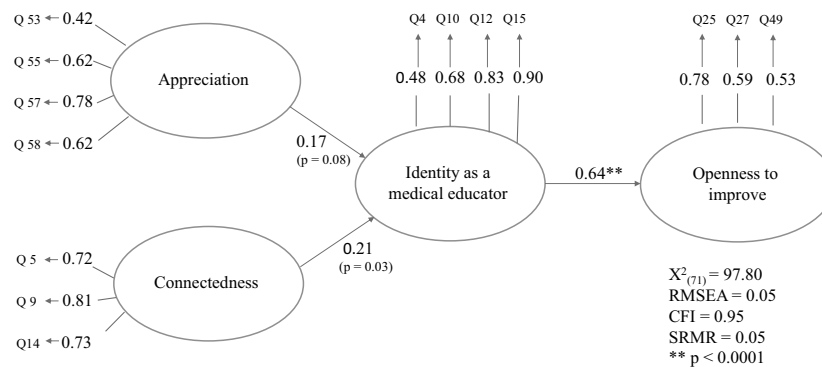 Q 53 0.42
Q 55 0.62
Q 57 0.78
Q 58 0.62
Appreciation
0.17
(p = 0.08)
Q 5 0.72
Q 9 0.81
Q14 0.73
Connectedness
0.21
(p = 0.03)
Q4 Q10 Q12 Q15
0.48 0.68 0.83 0.90
Identity as a
medical educator
0.64**
Q25 Q27 Q49
0.78 0.59 0.53
Openness to
improve
X²₍₇₁₎ = 97.80
RMSEA = 0.05
CFI = 0.95
SRMR = 0.05
** p < 0.0001